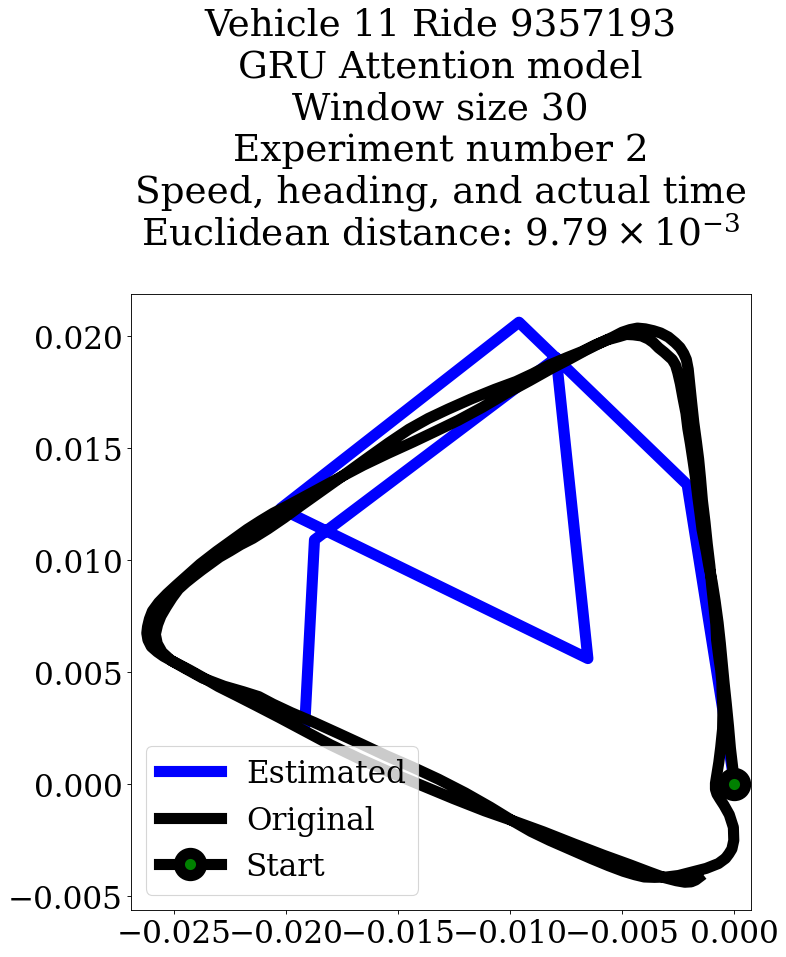 Vehicle 11 Ride 9357193
GRU Attention model
Window size 30
Experiment number 2
Speed, heading, and actual time
Euclidean distance: 9.79 × 10⁻³
0.020
0.015
0.010
0.005
0.000
−0.005
Estimated
Original
Start
−0.025 −0.020 −0.015 −0.010 −0.005 0.000